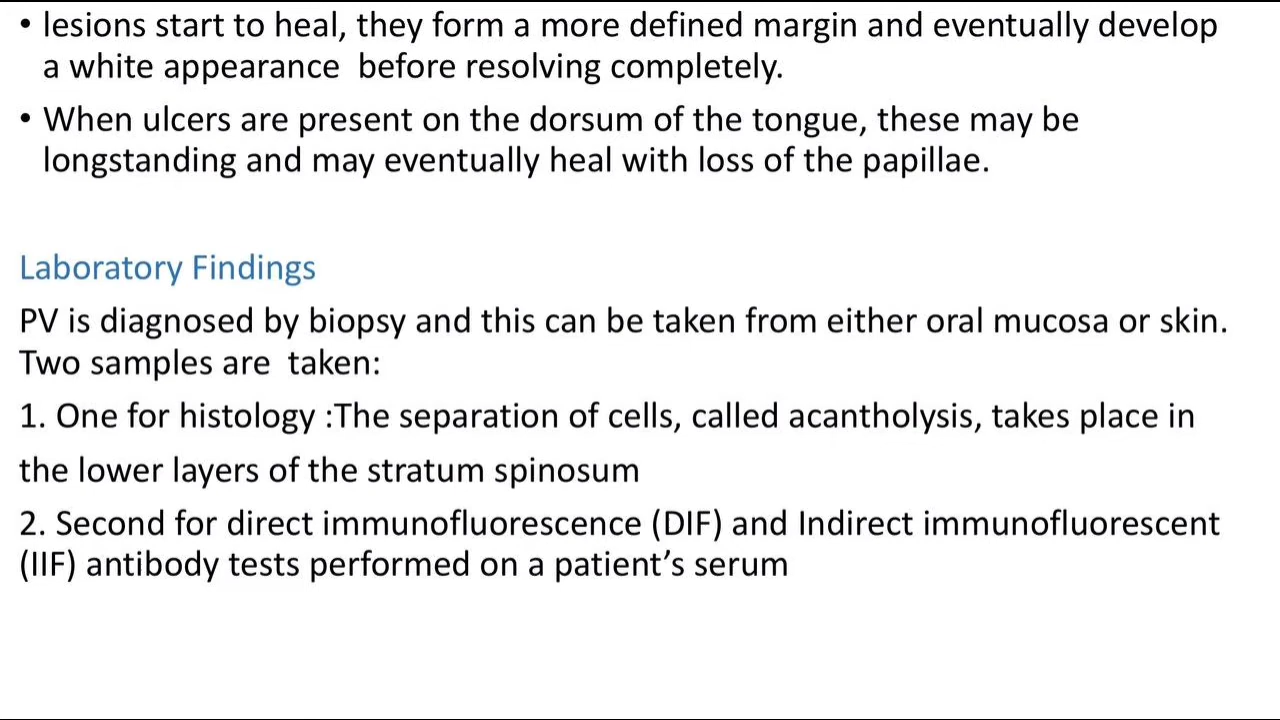 • lesions start to heal, they form a more defined margin and eventually develop
a white appearance  before resolving completely.
• When ulcers are present on the dorsum of the tongue, these may be
longstanding and may eventually heal with loss of the papillae.
Laboratory Findings
PV is diagnosed by biopsy and this can be taken from either oral mucosa or skin.
Two samples are  taken:
1. One for histology :The separation of cells, called acantholysis, takes place in
the lower layers of the stratum spinosum
2. Second for direct immunofluorescence (DIF) and Indirect immunofluorescent
(IIF) antibody tests performed on a patient’s serum